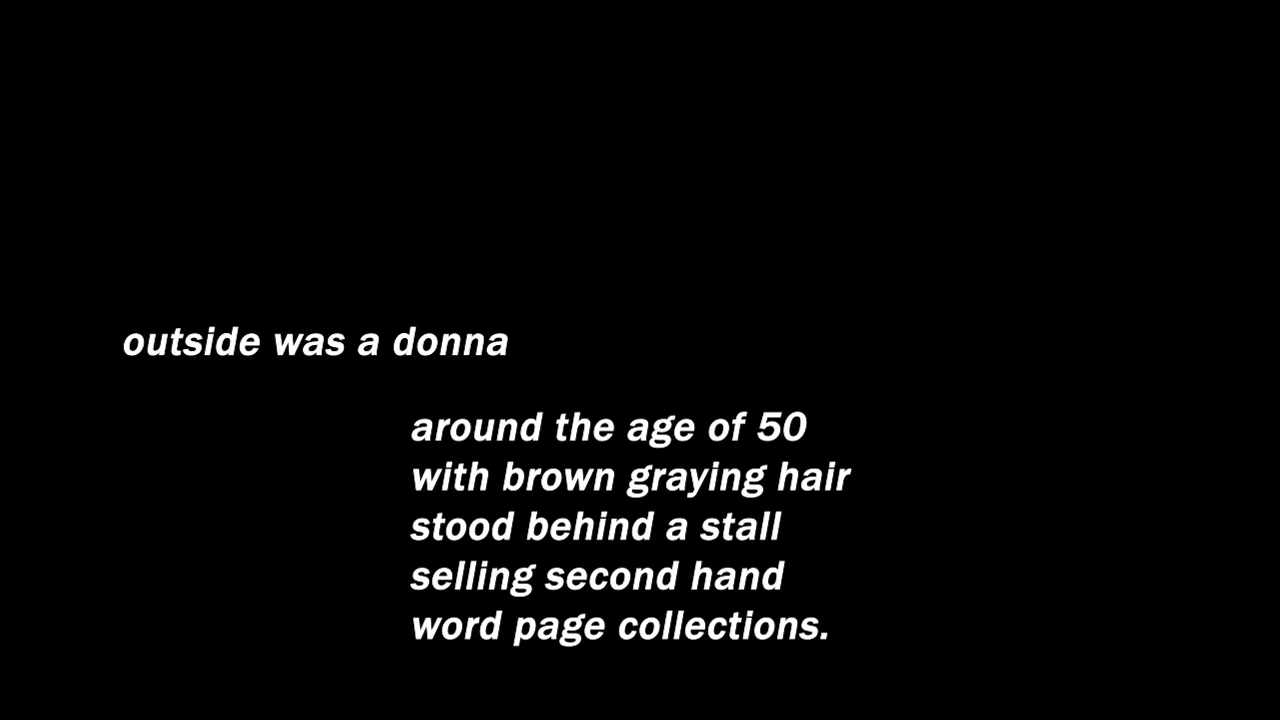 outside was a donna
around the age of 50
with brown graying hair
stood behind a stall
selling second hand
word page collections.